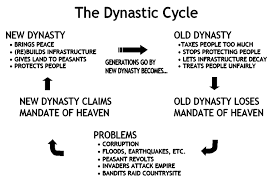 The Dynastic Cycle
NEW DYNASTY
• BRINGS PEACE
• (RE)BUILDS INFRASTRUCTURE
• GIVES LAND TO PEASANTS
• PROTECTS PEOPLE
GENERATIONS GO BY
NEW DYNASTY BECOMES...
OLD DYNASTY
•TAXES PEOPLE TOO MUCH
• STOPS PROTECTING PEOPLE
• LETS INFRASTRUCTURE DECAY
• TREATS PEOPLE UNFAIRLY
NEW DYNASTY CLAIMS
MANDATE OF HEAVEN
OLD DYNASTY LOSES
MANDATE OF HEAVEN
PROBLEMS
• CORRUPTION
• FLOODS, EARTHQUAKES, ETC.
• PEASANT REVOLTS
• INVADERS ATTACK EMPIRE
• BANDITS RAID COUNTRYSITE